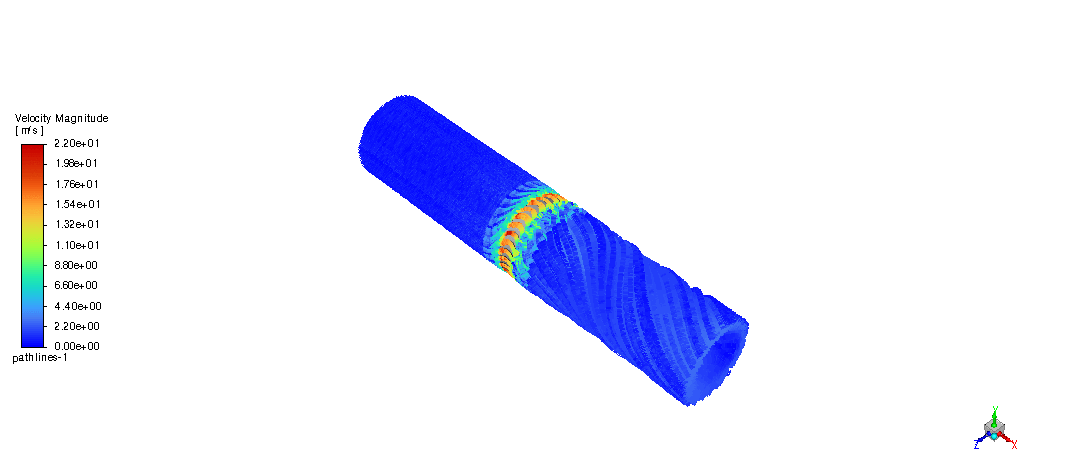 Velocity Magnitude
[ m/s ]
2.20e+01
1.98e+01
1.76e+01
1.54e+01
1.32e+01
1.10e+01
8.80e+00
6.60e+00
4.40e+00
2.20e+00
0.00e+00
pathlines-1
Y
Z
X